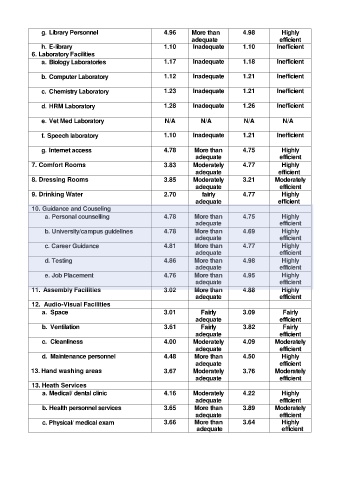 g. Library Personnel 4.96 More than adequate 4.98 Highly efficient
h. E-library 1.10 Inadequate 1.10 Inefficient
6. Laboratory Facilities
a. Biology Laboratories 1.17 Inadequate 1.18 Inefficient
b. Computer Laboratory 1.12 Inadequate 1.21 Inefficient
c. Chemistry Laboratory 1.23 Inadequate 1.21 Inefficient
d. HRM Laboratory 1.28 Inadequate 1.26 Inefficient
e. Vet Med Laboratory N/A N/A N/A N/A
f. Speech laboratory 1.10 Inadequate 1.21 Inefficient
g. Internet access 4.78 More than adequate 4.75 Highly efficient
7. Comfort Rooms 3.83 Moderately adequate 4.77 Highly efficient
8. Dressing Rooms 3.85 Moderately adequate 3.21 Moderately efficient
9. Drinking Water 2.70 fairly adequate 4.77 Highly efficient
10. Guidance and Couseling
a. Personal counselling 4.78 More than adequate 4.75 Highly efficient
b. University/campus guidelines 4.78 More than adequate 4.69 Highly efficient
c. Career Guidance 4.81 More than adequate 4.77 Highly efficient
d. Testing 4.86 More than adequate 4.98 Highly efficient
e. Job Placement 4.76 More than adequate 4.95 Highly efficient
11. Assembly Facilities 3.02 More than adequate 4.88 Highly efficient
12. Audio-Visual Facilities
a. Space 3.01 Fairly adequate 3.09 Fairly efficient
b. Ventilation 3.61 Fairly adequate 3.82 Fairly efficient
c. Cleanliness 4.00 Moderately adequate 4.09 Moderately efficient
d. Maintenance personnel 4.48 More than adequate 4.50 Highly efficient
13. Hand washing areas 3.67 Moderately adequate 3.76 Moderately efficient
13. Heath Services
a. Medical/ dental clinic 4.16 Moderately adequate 4.22 Highly efficient
b. Health personnel services 3.65 More than adequate 3.89 Moderately efficient
c. Physical/ medical exam 3.66 More than adequate 3.64 Highly efficient